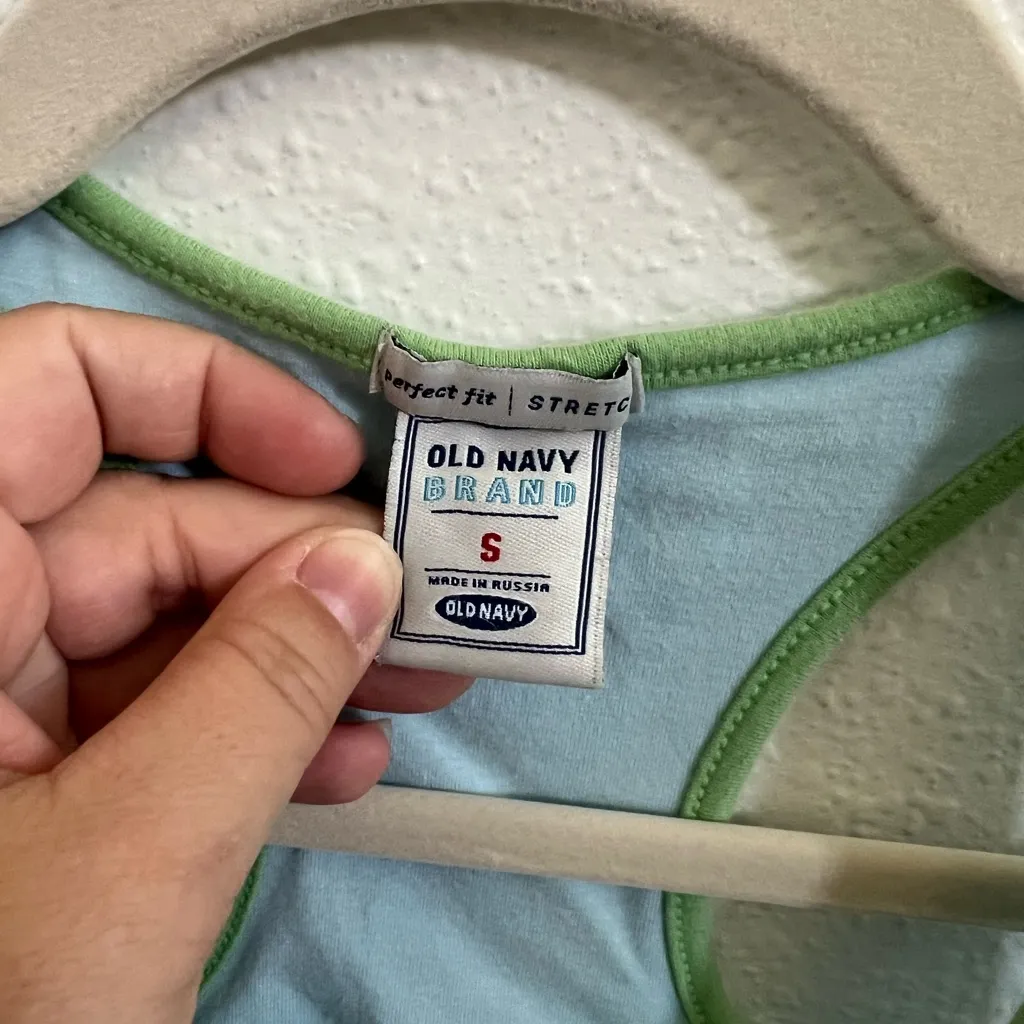 perfect fit | STRETC
OLD NAVY
BRAND
S
MADE IN RUSSIA
OLD NAVY